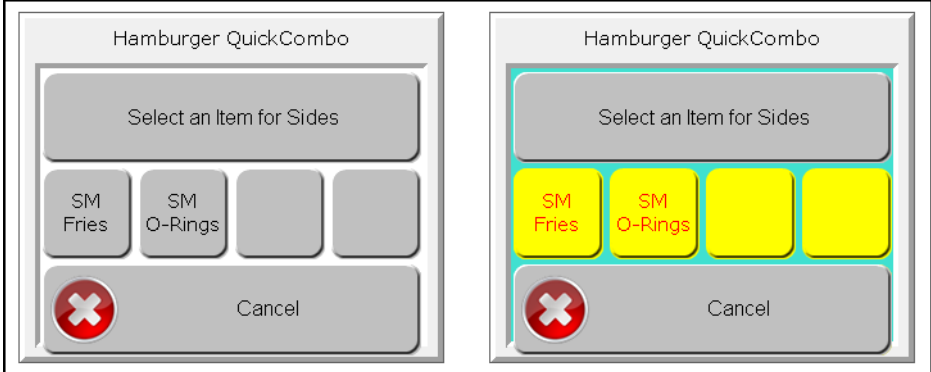 Hamburger QuickCombo
Select an Item for Sides
SM
Fries
SM
O-Rings
Cancel
Hamburger QuickCombo
Select an Item for Sides
SM
Fries
SM
O-Rings
Cancel